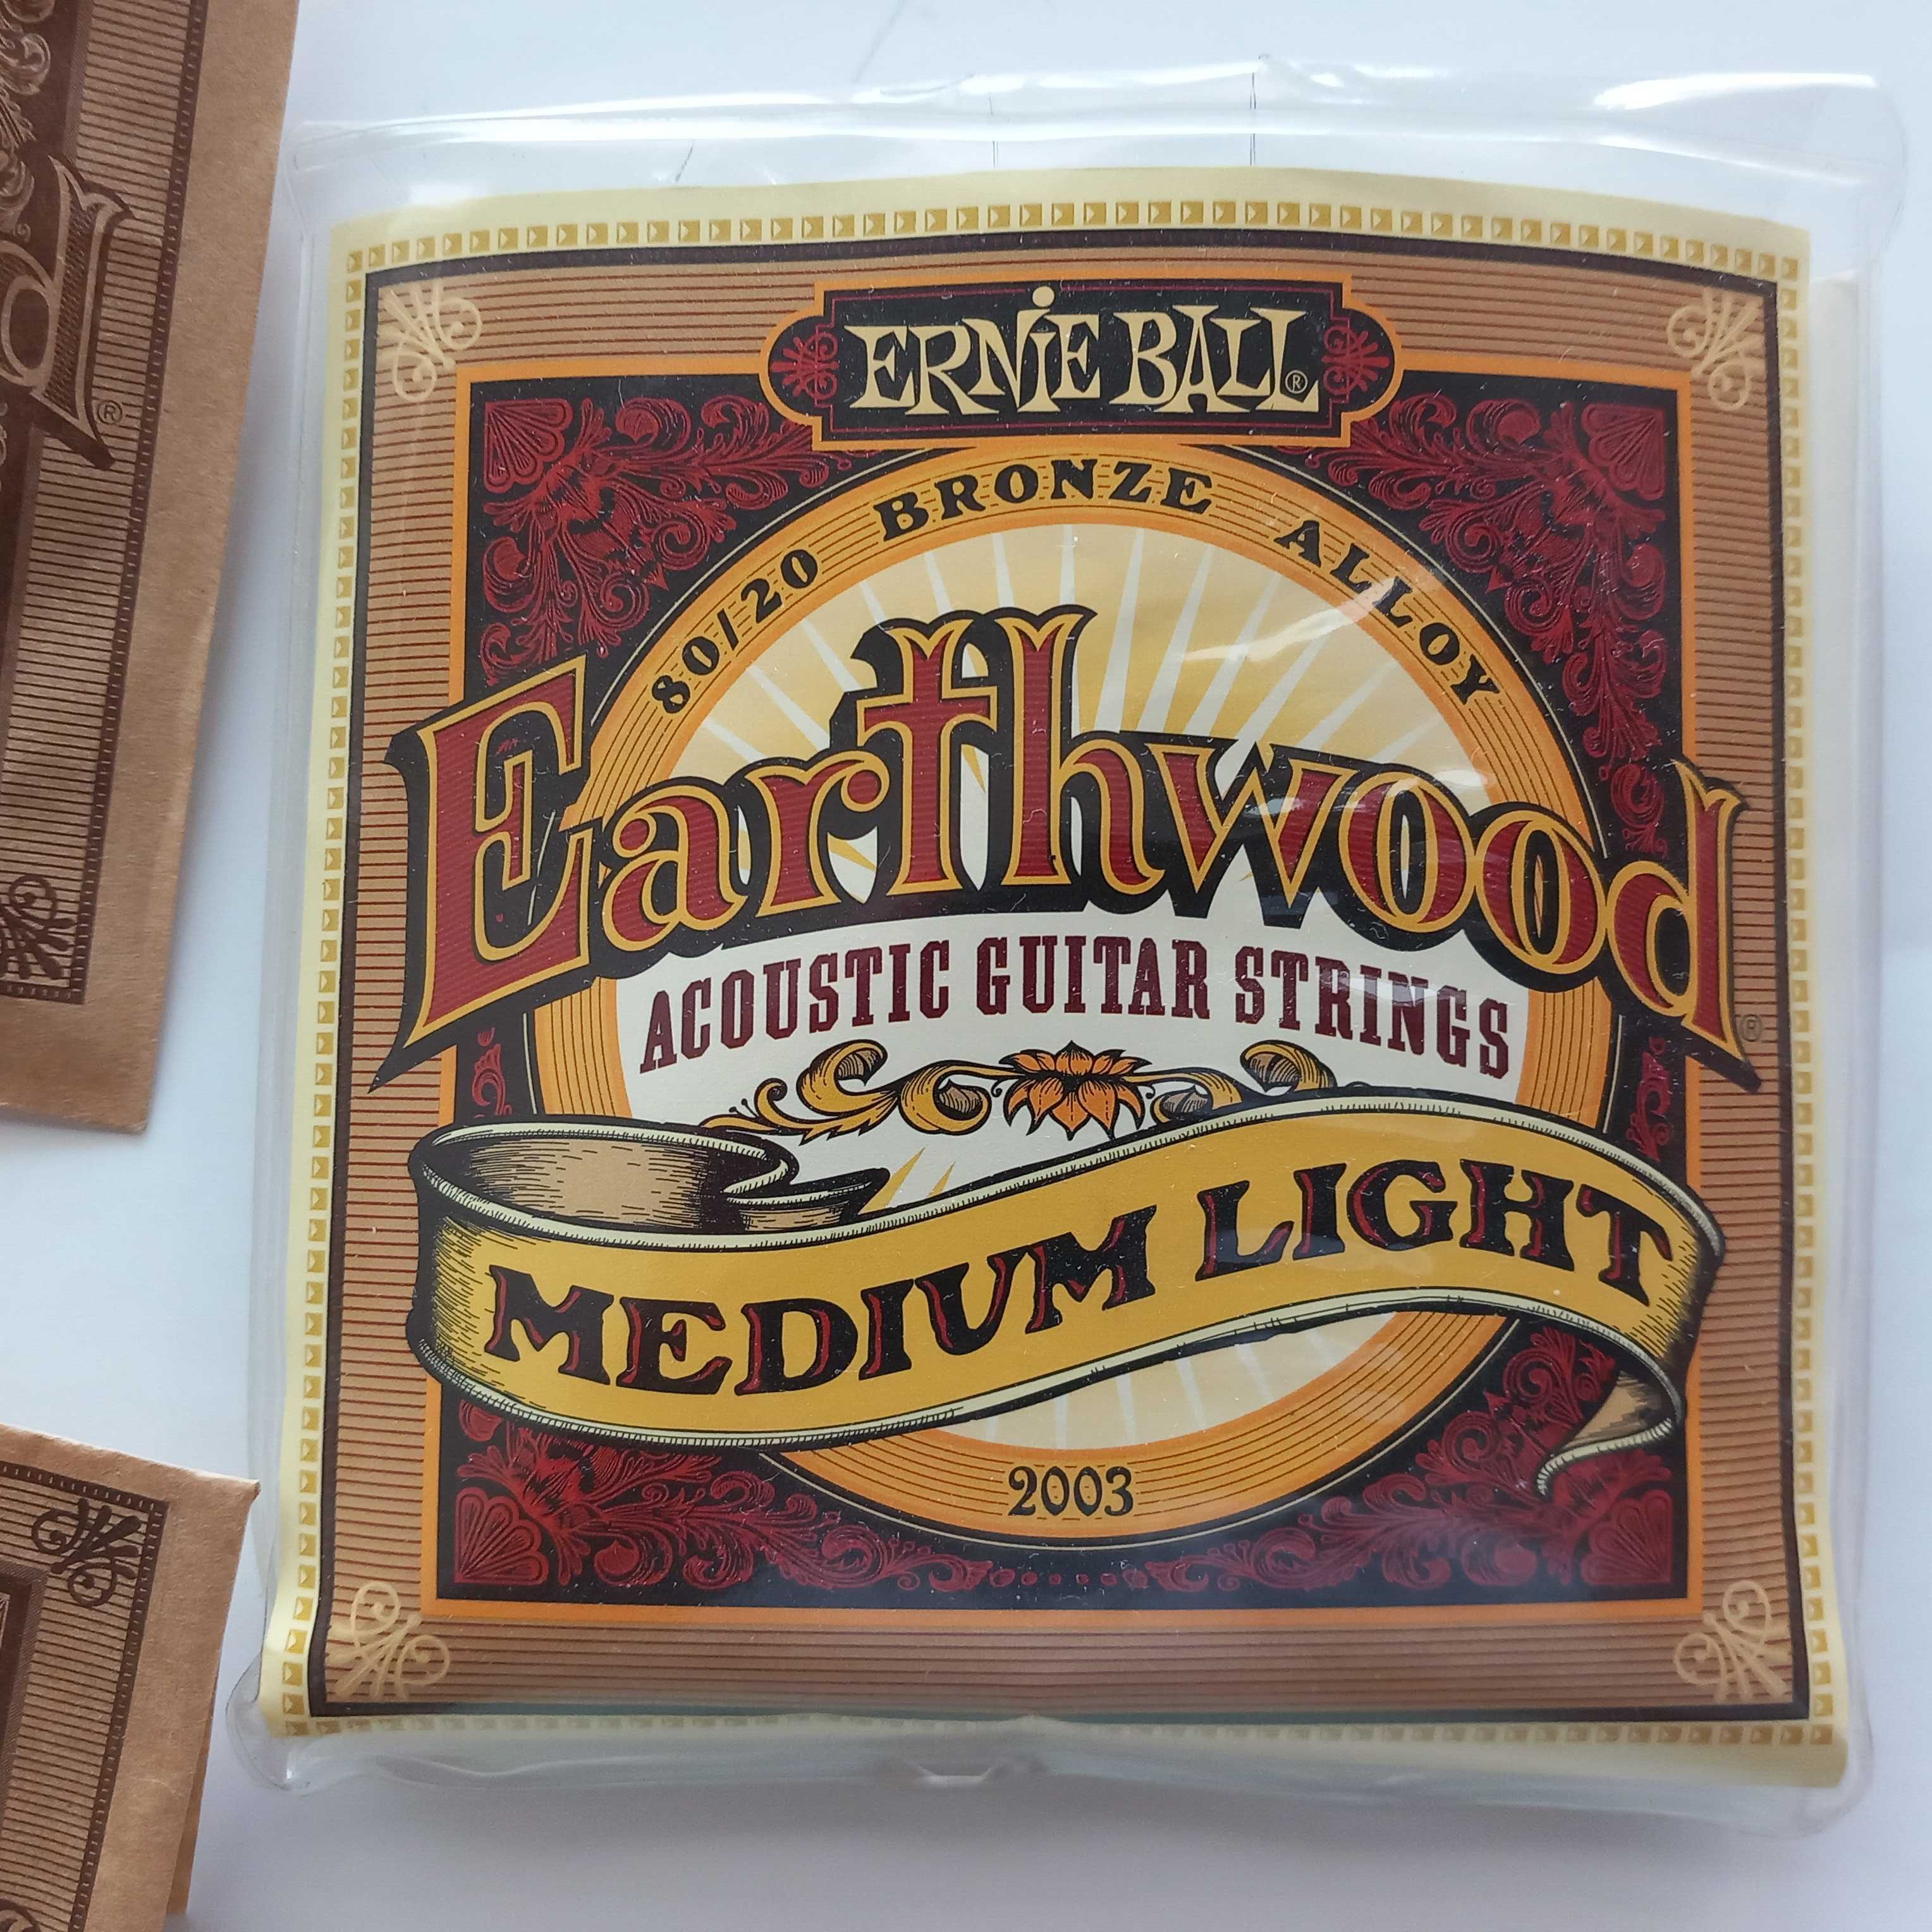 ERNIE BALL®
80/20 BRONZE ALLOY
Earthwood®
ACOUSTIC GUITAR STRINGS
MEDIUM LIGHT
2003
d®